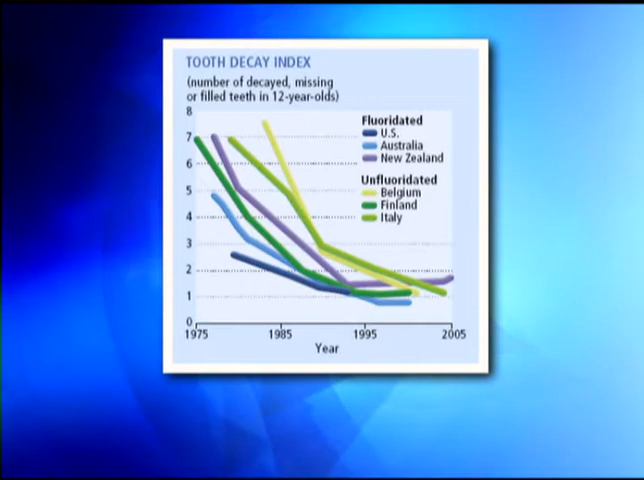 TOOTH DECAY INDEX
(number of decayed, missing
or filled teeth in 12-year-olds)
8
7
6
5
4
3
2
1
0
Fluoridated
U.S.
Australia
New Zealand
Unfluoridated
Belgium
Finland
Italy
1975
1985
1995
2005
Year